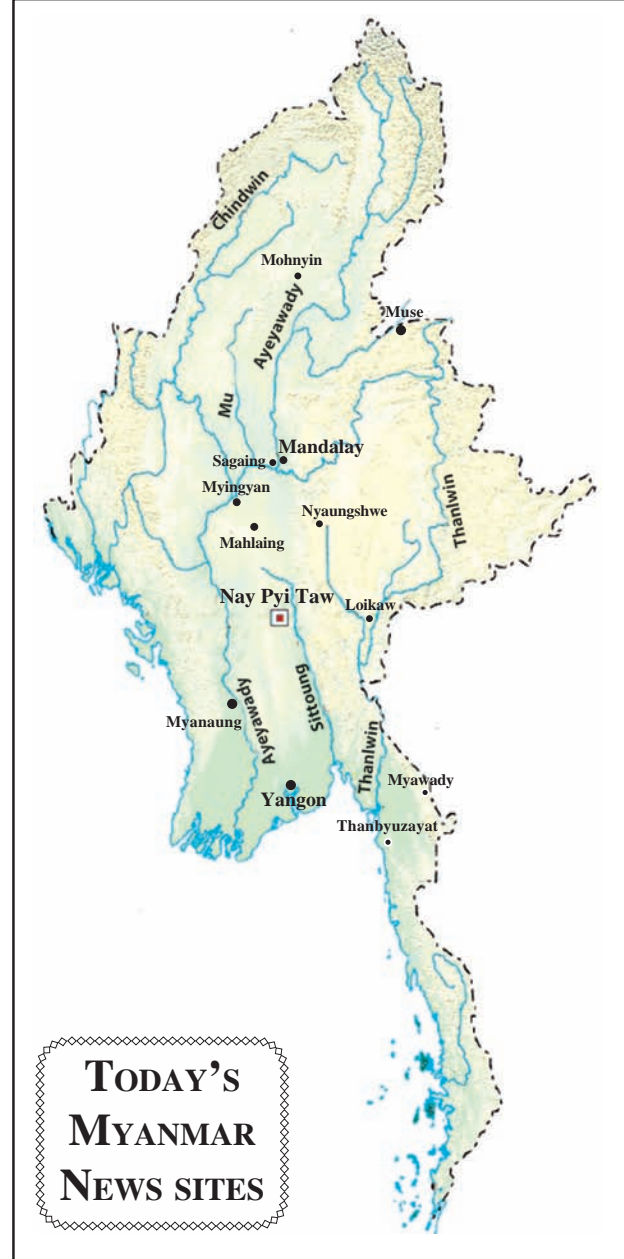 Chindwin
Mohnyin
Ayeyawady
Muse
Mu
Mandalay
Sagaing
Myingyan
Nyaungshwe
Thanlwin
Mahlaing
Nay Pyi Taw
Loikaw
Sittoung
Ayeyawady
Myanaung
Thanlwin
Myawady
Yangon
Thanbyuzayat
TODAY'S
MYANMAR
NEWS SITES